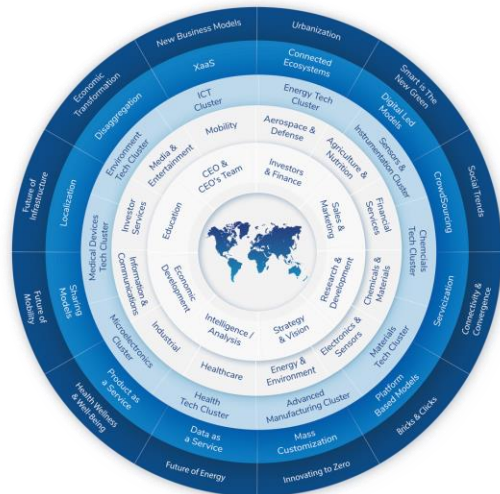 Urbanization
Smart is The
New Green
Social Trends
Connectivity &
Convergence
Bricks & Clicks
Innovating to Zero
Future of Energy
Health Wellness
& Well-Being
Future of
Mobility
Future of
Infrastructure
Economic
Transformation
New Business Models
Connected
Ecosystems
Digital Led
Models
CrowdSourcing
Servicization
Platform
Based Models
Mass
Customization
Data as
a Service
Product as
a Service
Sharing
Models
Localization
Disaggregation
XaaS
Energy Tech
Cluster
Sensors &
Instrumentation Cluster
Chemcials
Tech Cluster
Materials
Tech Cluster
Advanced
Manufacturing Cluster
Health
Tech Cluster
Microelectronics
Cluster
Medical Devices
Tech Cluster
Environment
Tech Cluster
ICT
Cluster
Aerospace &
Defense
Agriculture &
Nutrition
Financial
Services
Chemicals &
Materials
Electronics &
Sensors
Energy &
Environment
Healthcare
Industrial
Information &
Communications
Investor
Services
Media &
Entertainment
Mobility
Investors
& Finance
Sales &
Marketing
Research &
Development
Strategy
& Vision
Intelligence /
Analysis
Economic
Development
Education
CEO &
CEO's Team